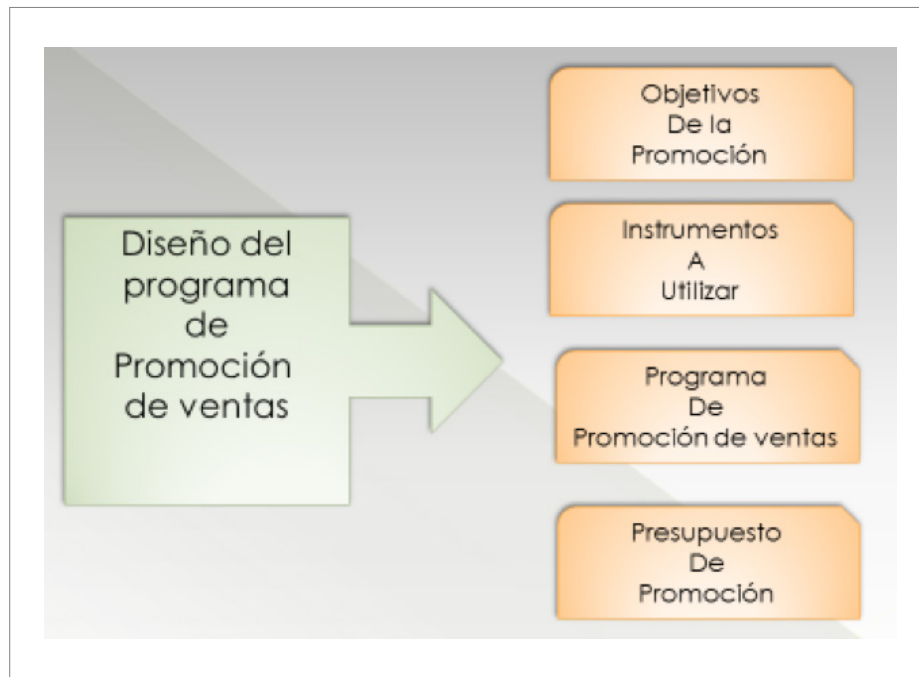 Diseño del
programa
de
Promoción
de ventas
Objetivos
De la
Promoción
Instrumentos
A
Utilizar
Programa
De
Promoción de ventas
Presupuesto
De
Promoción